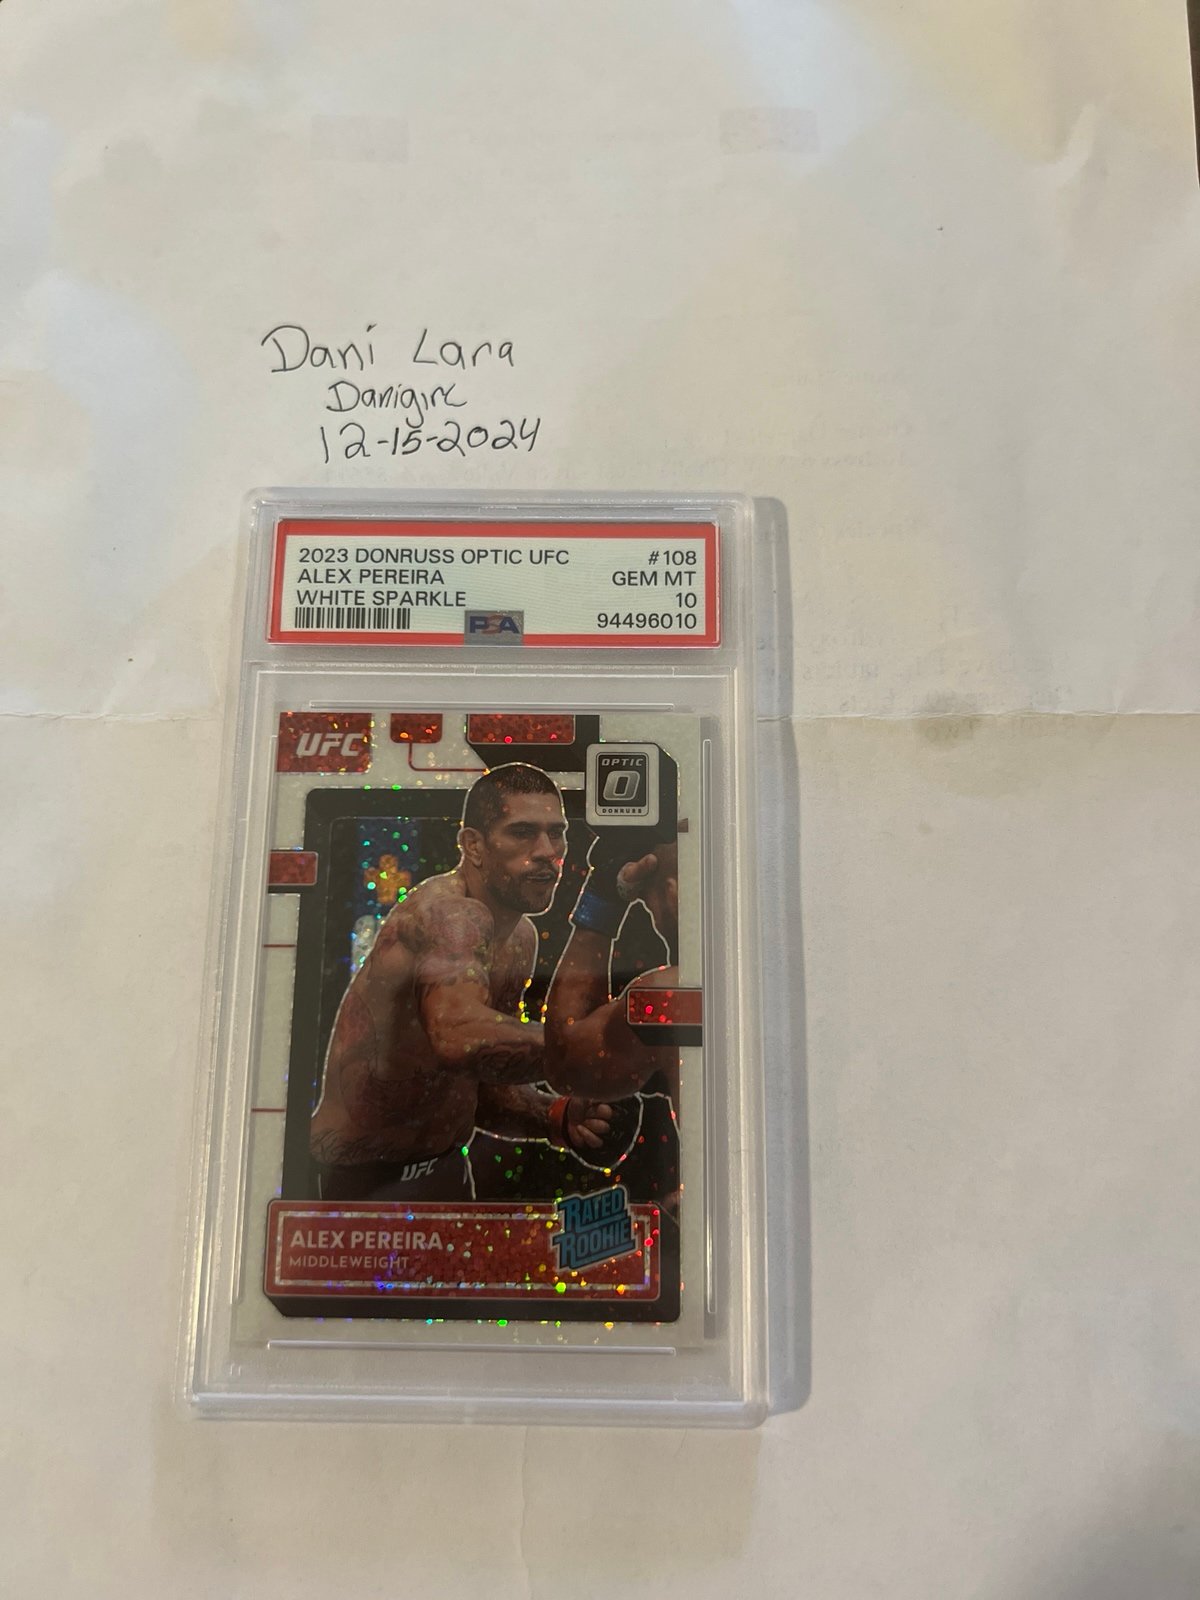 Dani Lara
Danigirl
12-15-2024
2023 DONRUSS OPTIC UFC #108
ALEX PEREIRA GEM MT
WHITE SPARKLE 10
PSA 94496010
UFC
OPTIC
O
DONRUSS
UFC
RATED
ROOKIE
ALEX PEREIRA
MIDDLEWEIGHT